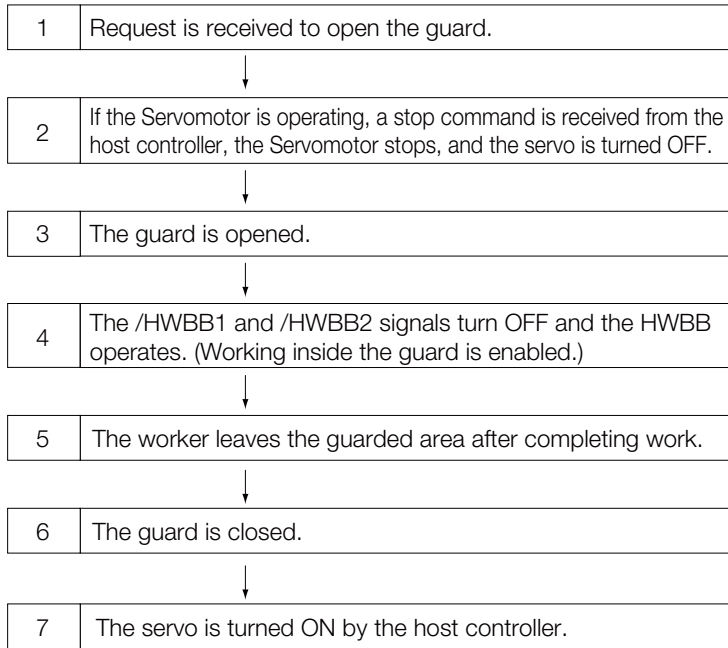 1 Request is received to open the guard.
2 If the Servomotor is operating, a stop command is received from the
host controller, the Servomotor stops, and the servo is turned OFF.
3 The guard is opened.
4 The /HWBB1 and /HWBB2 signals turn OFF and the HWBB
operates. (Working inside the guard is enabled.)
5 The worker leaves the guarded area after completing work.
6 The guard is closed.
7 The servo is turned ON by the host controller.